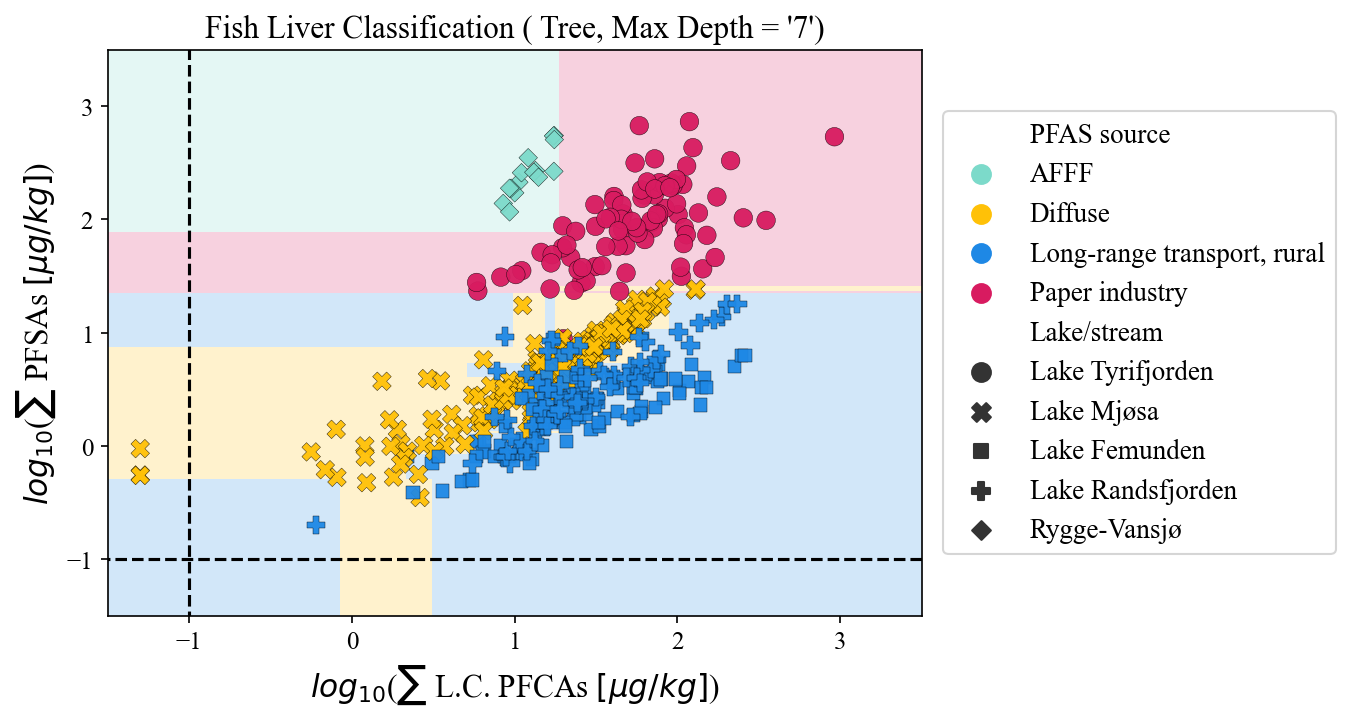 Fish Liver Classification ( Tree, Max Depth = '7')
log10(∑ PFSAs [μg/kg])
3
2
1
0
−1
−1
0
1
2
3
log10(∑ L.C. PFCAs [μg/kg])
PFAS source
AFFF
Diffuse
Long-range transport, rural
Paper industry
Lake/stream
Lake Tyrifjorden
Lake Mjøsa
Lake Femunden
Lake Randsfjorden
Rygge-Vansjø